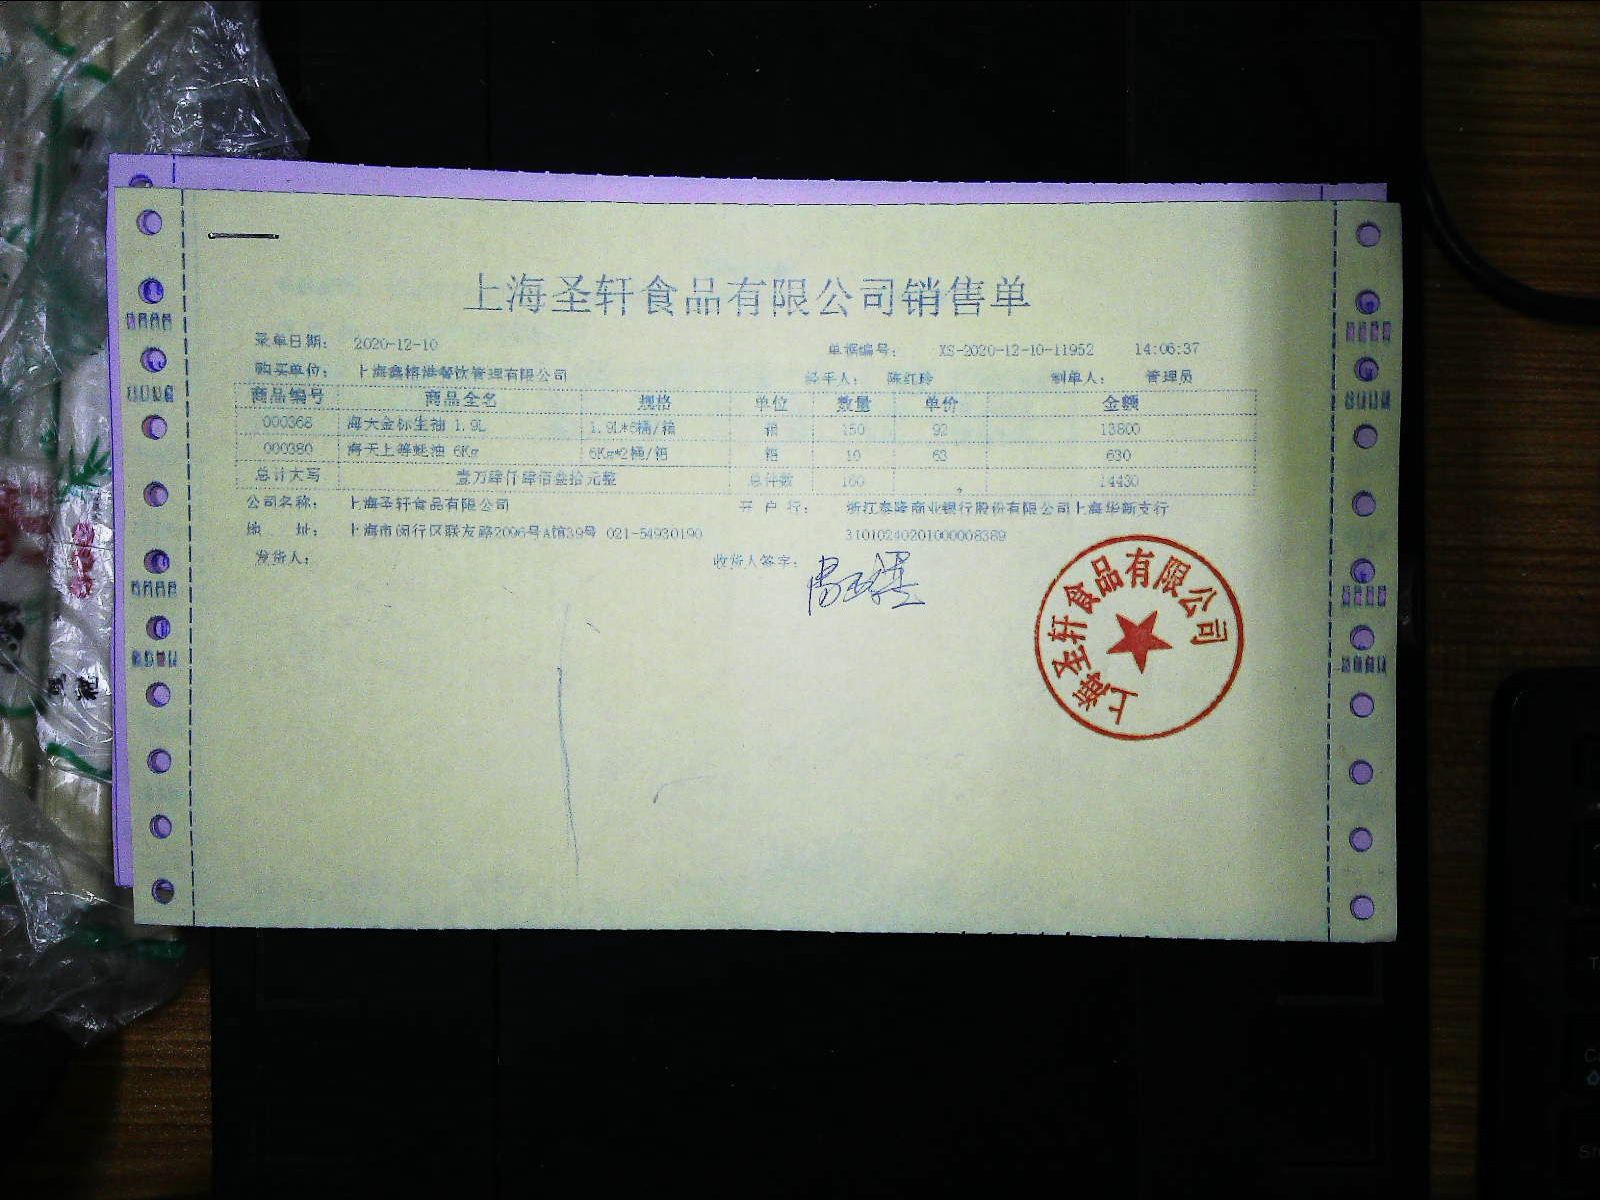 上海圣轩食品有限公司销售单
录单日期: 2020-12-10 单据编号: XS-2020-12-10-11952 14:06:37
购买单位: 上海鑫榕港餐饮管理有限公司 经手人: 陈红玲 制单人: 管理员
商品编号 商品全名 规格 单位 数量 单价 金额
000368 海天金标生抽 1.9L 1.9L*6桶/箱 箱 150 92 13800
000380 海天上等蚝油 6Kg 6Kg*2桶/箱 箱 10 63 630
总计大写 壹万肆仟肆佰叁拾元整 总件数 160 14430
公司名称: 上海圣轩食品有限公司 开户行: 浙江泰隆商业银行股份有限公司上海华新支行
地 址: 上海市闵行区联友路2096号A馆39号 021-54930190 31010240201000008389
发货人: 收货人签字:
上海圣轩食品有限公司